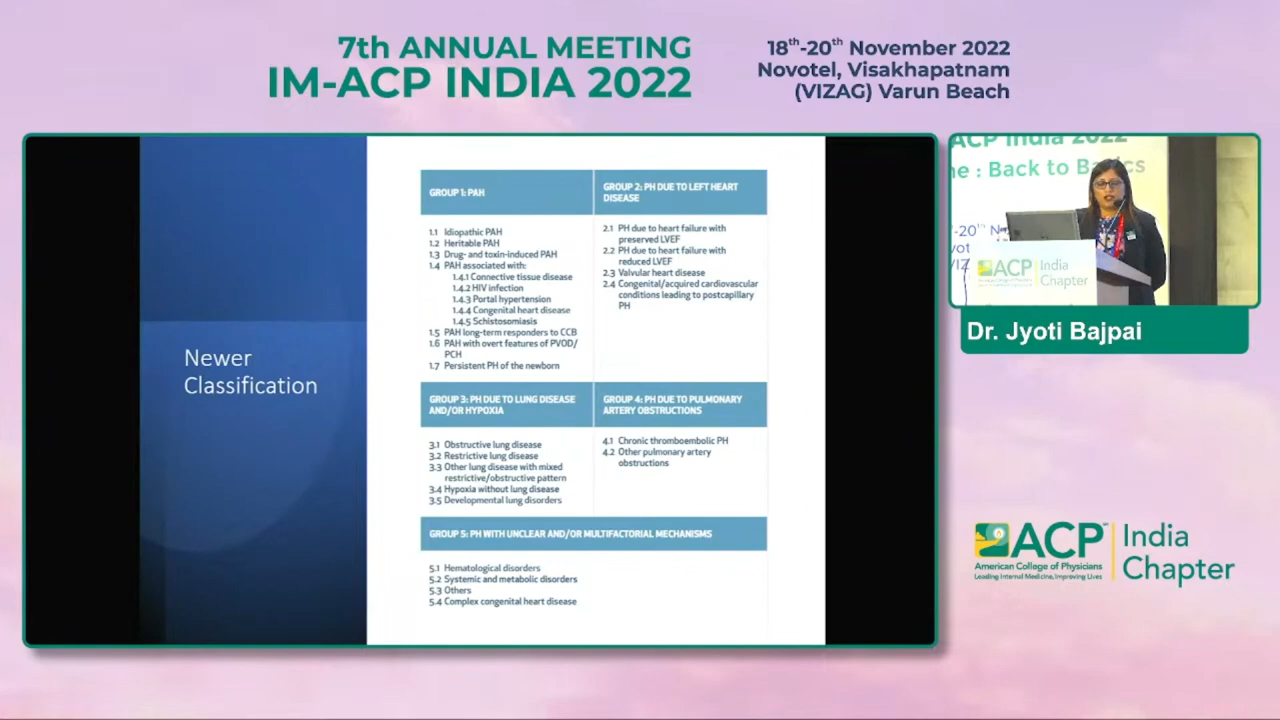 7th ANNUAL MEETING
IM-ACP INDIA 2022
18th-20th November 2022
Novotel, Visakhapatnam
(VIZAG) Varun Beach
Newer
Classification
GROUP 1: PAH
1.1 Idiopathic PAH
1.2 Heritable PAH
1.3 Drug- and toxin-induced PAH
1.4 PAH associated with:
1.4.1 Connective tissue disease
1.4.2 HIV infection
1.4.3 Portal hypertension
1.4.4 Congenital heart disease
1.4.5 Schistosomiasis
1.5 PAH long-term responders to CCB
1.6 PAH with overt features of PVOD/
PCH
1.7 Persistent PH of the newborn
GROUP 2: PH DUE TO LEFT HEART
DISEASE
2.1 PH due to heart failure with
preserved LVEF
2.2 PH due to heart failure with
reduced LVEF
2.3 Valvular heart disease
2.4 Congenital/acquired cardiovascular
conditions leading to postcapillary
PH
GROUP 3: PH DUE TO LUNG DISEASE
AND/OR HYPOXIA
3.1 Obstructive lung disease
3.2 Restrictive lung disease
3.3 Other lung disease with mixed
restrictive/obstructive pattern
3.4 Hypoxia without lung disease
3.5 Developmental lung disorders
GROUP 4: PH DUE TO PULMONARY
ARTERY OBSTRUCTIONS
4.1 Chronic thromboembolic PH
4.2 Other pulmonary artery
obstructions
GROUP 5: PH WITH UNCLEAR AND/OR MULTIFACTORIAL MECHANISMS
5.1 Hematological disorders
5.2 Systemic and metabolic disorders
5.3 Others
5.4 Complex congenital heart disease
ACP India 2022
: Back to Basics
ACP India
Chapter
Dr. Jyoti Bajpai
ACP India
Chapter
American College of Physicians
Leading Internal Medicine, Improving Lives